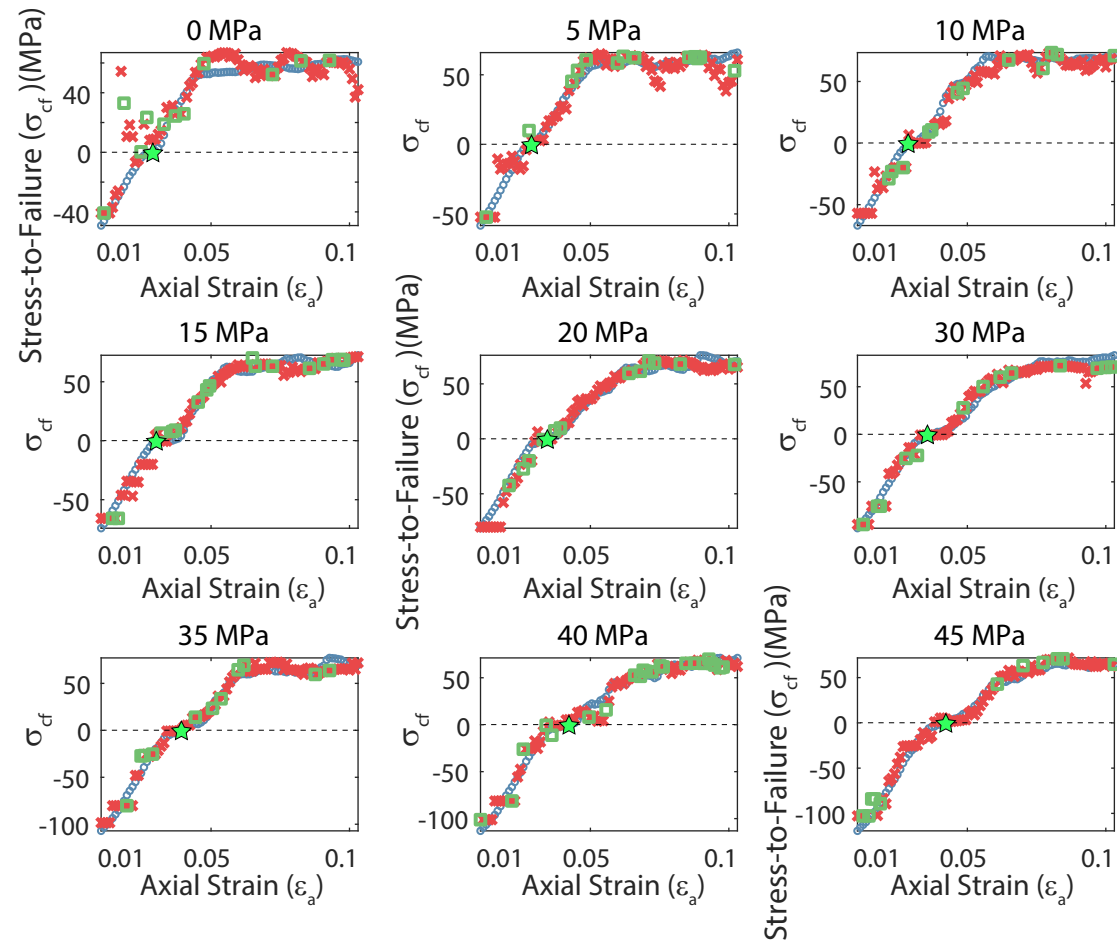 0 MPa
Stress-to-Failure (σcf)(MPa)
40
0
-40
0.01 0.05 0.1
Axial Strain (εa)
5 MPa
σcf
50
0
-50
0.01 0.05 0.1
Axial Strain (εa)
10 MPa
σcf
50
0
-50
0.01 0.05 0.1
Axial Strain (εa)
15 MPa
σcf
50
0
-50
0.01 0.05 0.1
Axial Strain (εa)
20 MPa
Stress-to-Failure (σcf)(MPa)
50
0
-50
0.01 0.05 0.1
Axial Strain (εa)
30 MPa
σcf
50
0
-50
0.01 0.05 0.1
Axial Strain (εa)
35 MPa
σcf
50
0
-50
-100
0.01 0.05 0.1
Axial Strain (εa)
40 MPa
σcf
50
0
-50
-100
0.01 0.05 0.1
Axial Strain (εa)
45 MPa
Stress-to-Failure (σcf)(MPa)
50
0
-50
-100
0.01 0.05 0.1
Axial Strain (εa)